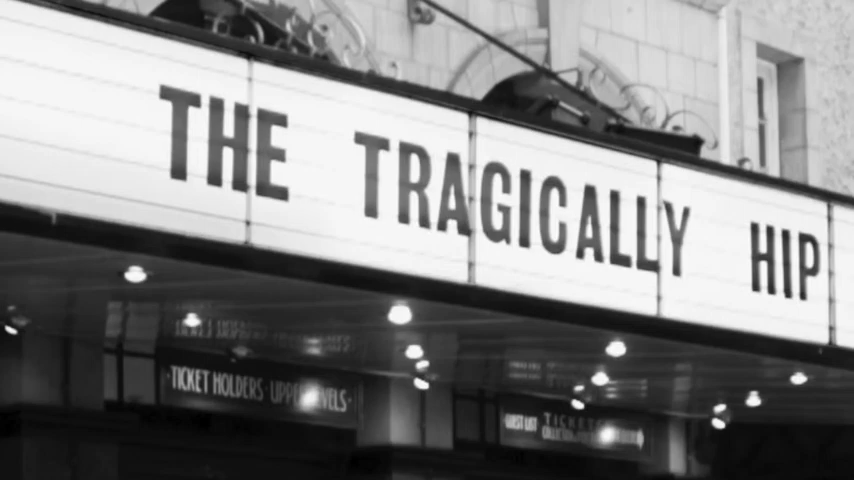 THE TRAGICALLY HIP
TICKET HOLDERS · UPPER LEVELS ·
GUEST LIST
TICKETS